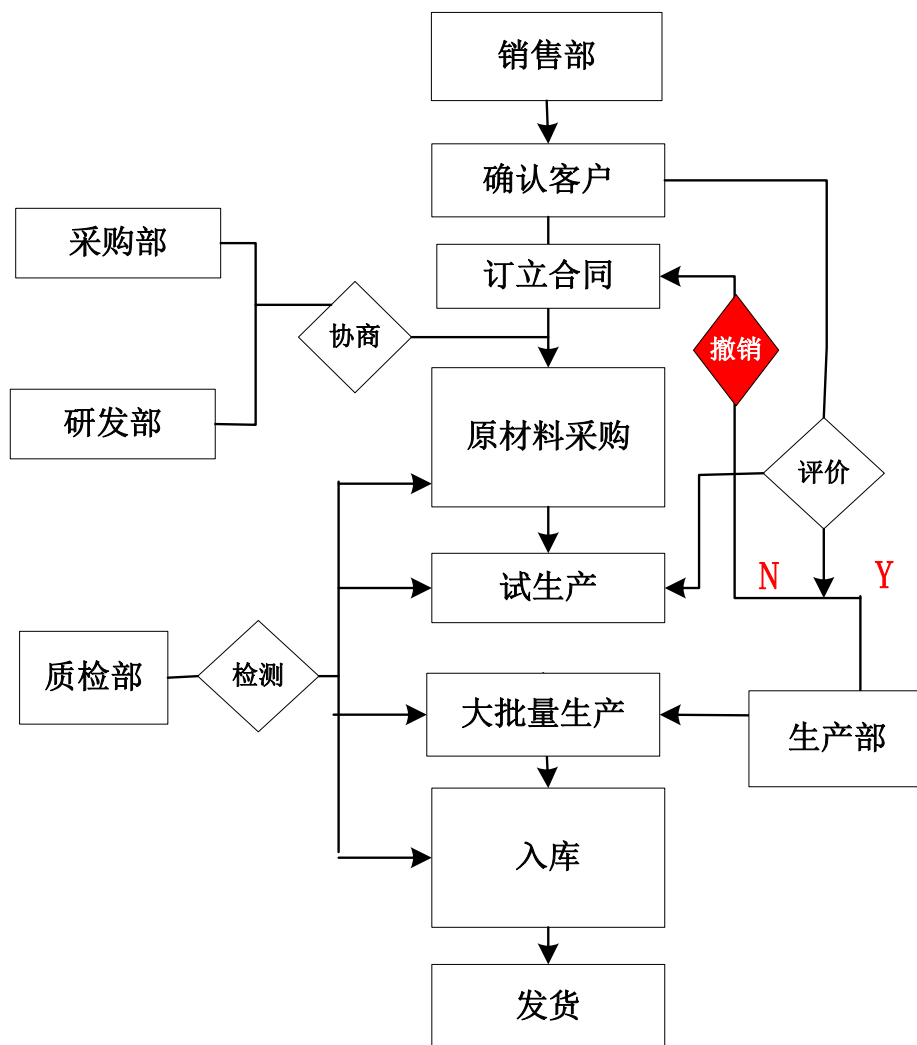 销售部
确认客户
采购部
订立合同
协商
撤销
研发部
原材料采购
评价
试生产
N
Y
质检部
检测
大批量生产
生产部
入库
发货